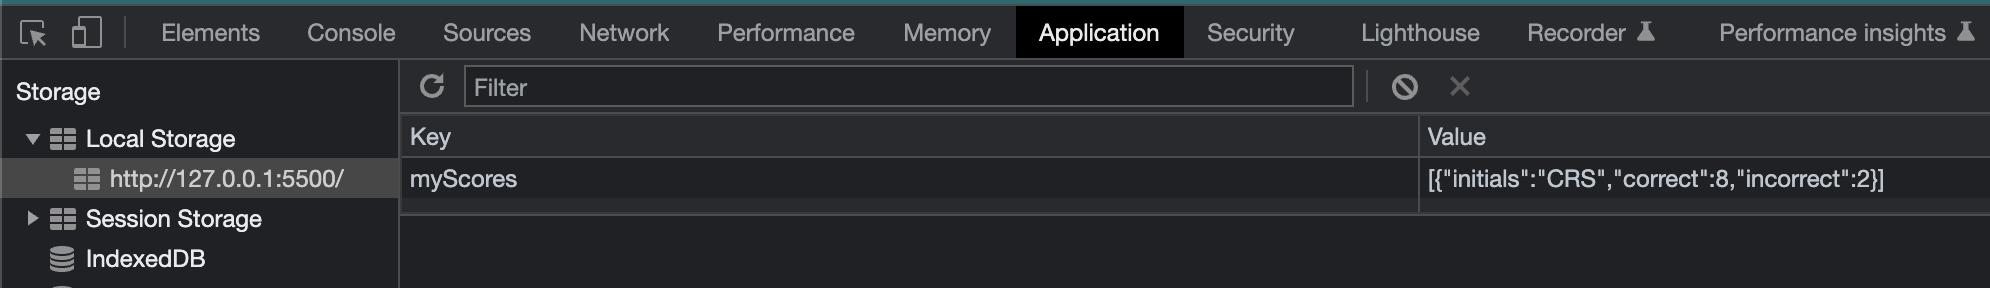 Elements Console Sources Network Performance Memory Application Security Lighthouse Recorder Performance insights
Storage
Filter
Local Storage
Key Value
http://127.0.0.1:5500/
myScores [{"initials":"CRS","correct":8,"incorrect":2}]
Session Storage
IndexedDB